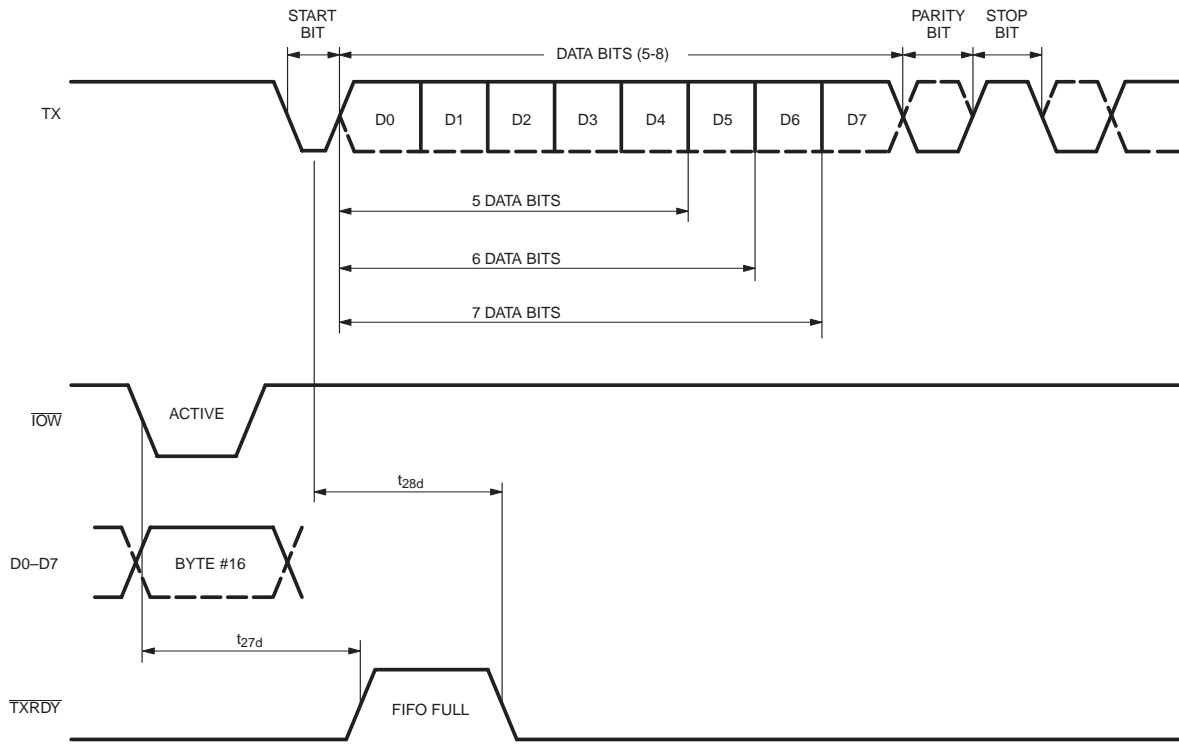 START
BIT
DATA BITS (5-8)
PARITY
BIT
STOP
BIT
TX
D0 D1 D2 D3 D4 D5 D6 D7
5 DATA BITS
6 DATA BITS
7 DATA BITS
IOW
ACTIVE
t28d
D0–D7
BYTE #16
t27d
TXRDY
FIFO FULL